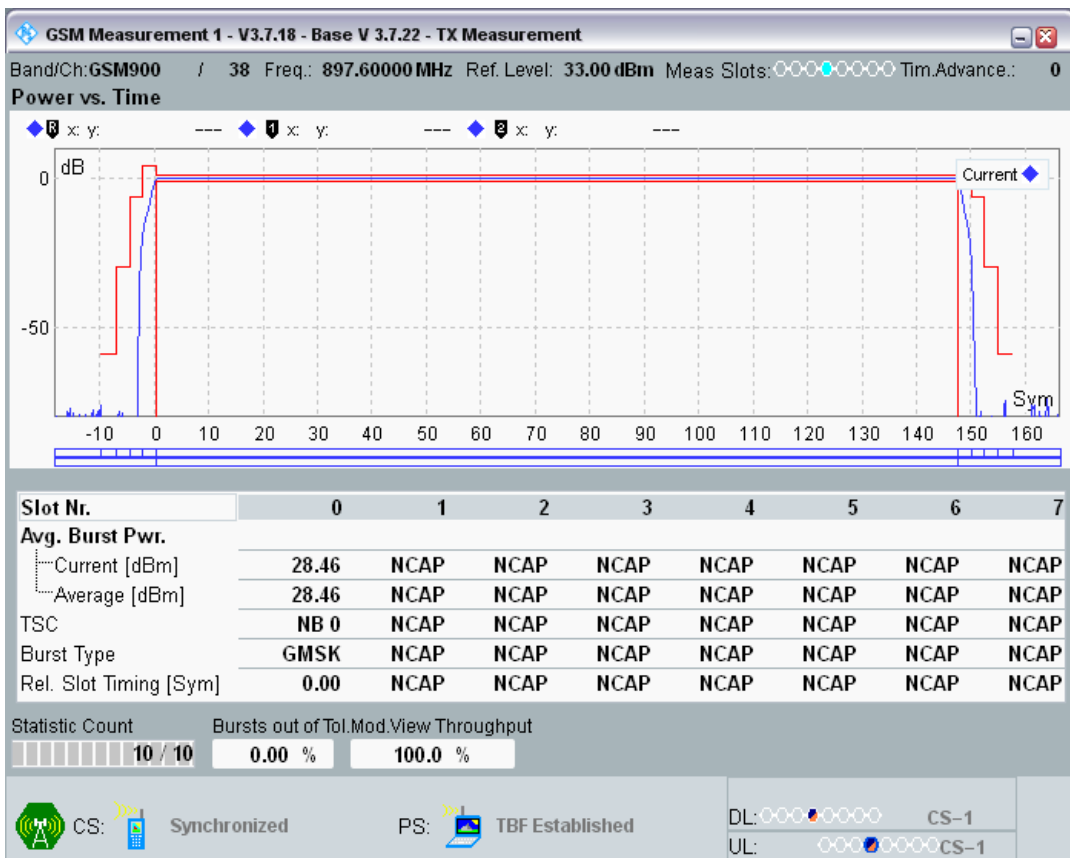 GSM Measurement 1 - V3.7.18 - Base V 3.7.22 - TX Measurement
Band/Ch:GSM900 / 38 Freq.: 897.60000 MHz Ref. Level: 33.00 dBm Meas Slots: Tim.Advance.: 0
Power vs. Time
R x: y: --- 1 x: y: --- 2 x: y: ---
dB
Current
0
-50
Sym
-10 0 10 20 30 40 50 60 70 80 90 100 110 120 130 140 150 160
Slot Nr. 0 1 2 3 4 5 6 7
Avg. Burst Pwr.
Current [dBm] 28.46 NCAP NCAP NCAP NCAP NCAP NCAP NCAP
Average [dBm] 28.46 NCAP NCAP NCAP NCAP NCAP NCAP NCAP
TSC NB 0 NCAP NCAP NCAP NCAP NCAP NCAP NCAP
Burst Type GMSK NCAP NCAP NCAP NCAP NCAP NCAP NCAP
Rel. Slot Timing [Sym] 0.00 NCAP NCAP NCAP NCAP NCAP NCAP NCAP
Statistic Count Bursts out of Tol.Mod.View Throughput
10 / 10 0.00 % 100.0 %
CS: Synchronized PS: TBF Established
DL: CS-1
UL: CS-1